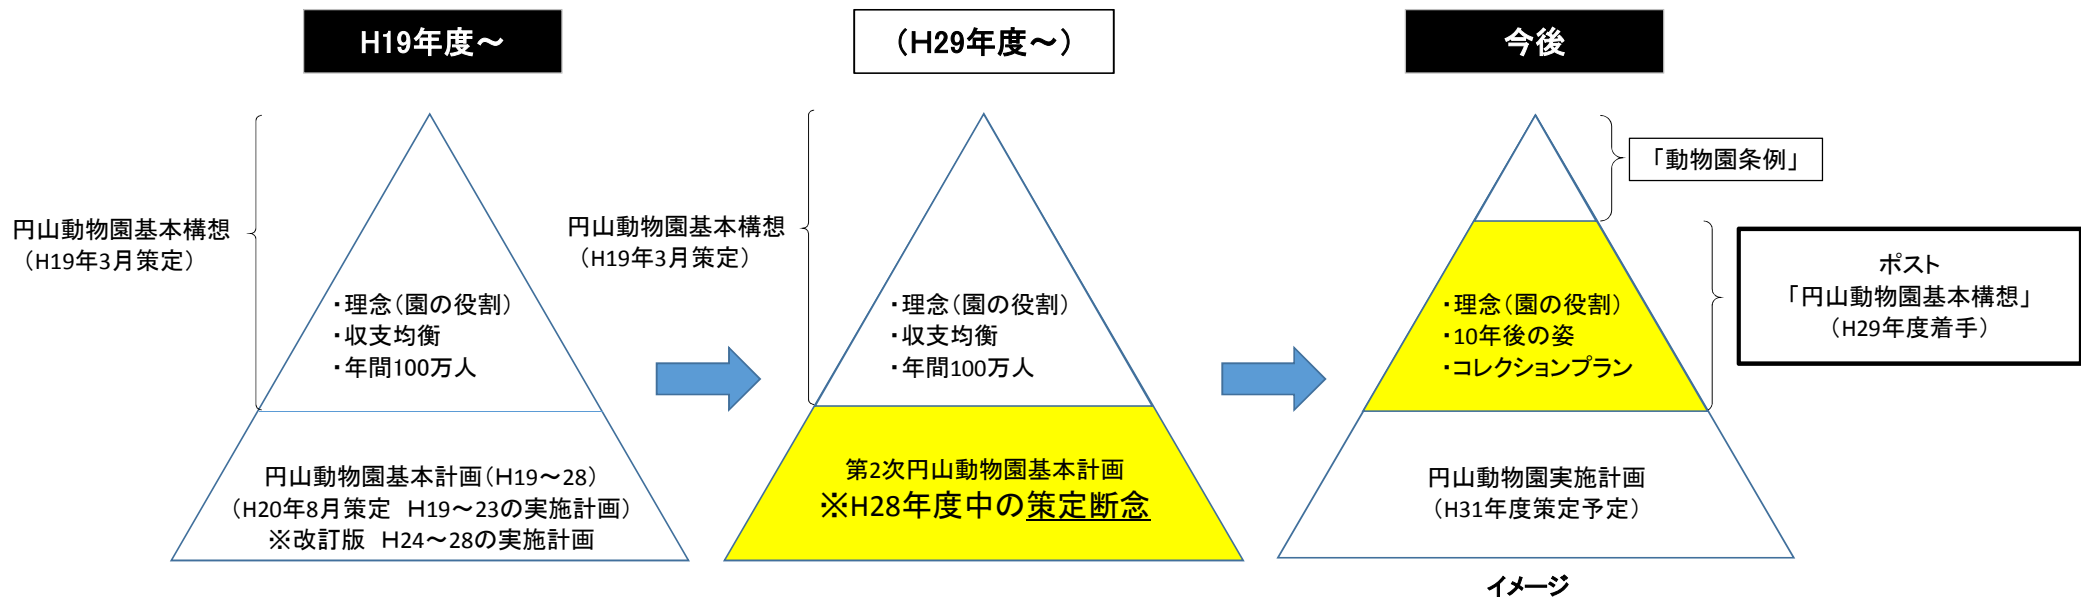 H19年度～
円山動物園基本構想
（H19年3月策定）
・理念（園の役割）
・収支均衡
・年間100万人
円山動物園基本計画（H19～28）
（H20年8月策定　H19～23の実施計画）
※改訂版　H24～28の実施計画
（H29年度～）
円山動物園基本構想
（H19年3月策定）
・理念（園の役割）
・収支均衡
・年間100万人
第2次円山動物園基本計画
※H28年度中の策定断念
今後
「動物園条例」
・理念（園の役割）
・10年後の姿
・コレクションプラン
ポスト
「円山動物園基本構想」
（H29年度着手）
円山動物園実施計画
（H31年度策定予定）
イメージ